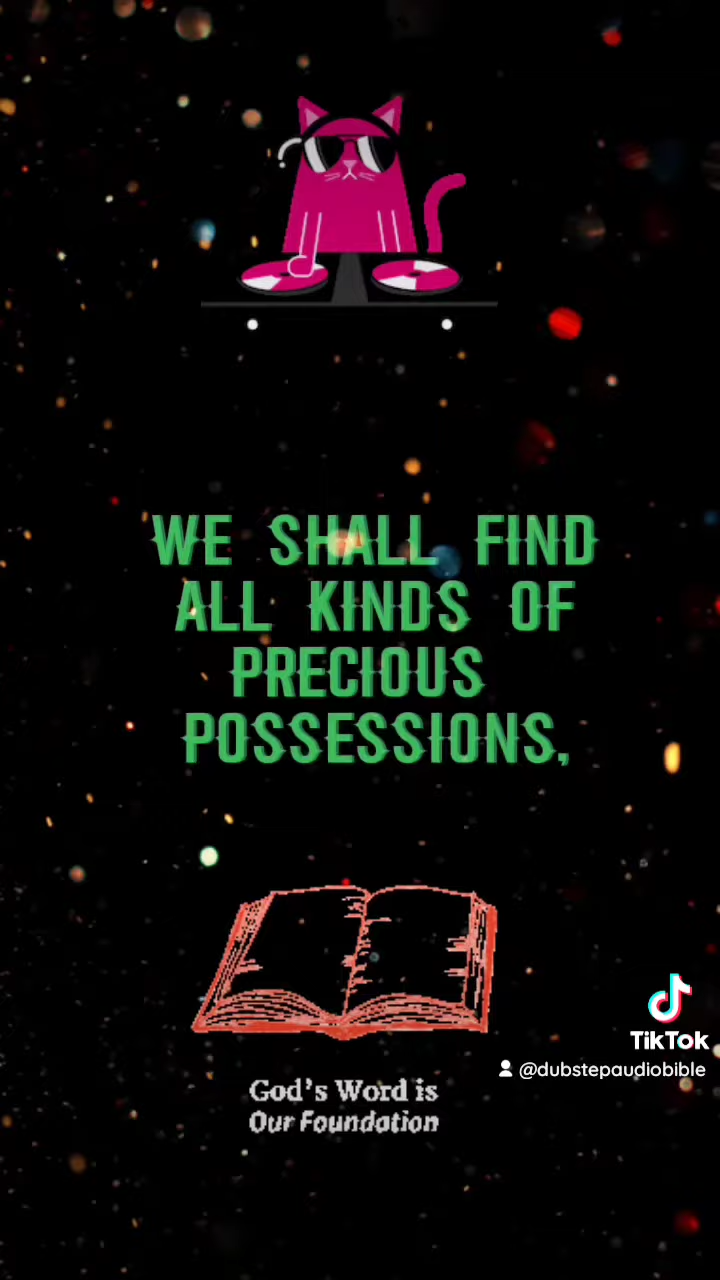 WE SHALL FIND
ALL KINDS OF
PRECIOUS
POSSESSIONS,
God's Word is
Our Foundation
TikTok
@dubstepaudiobible